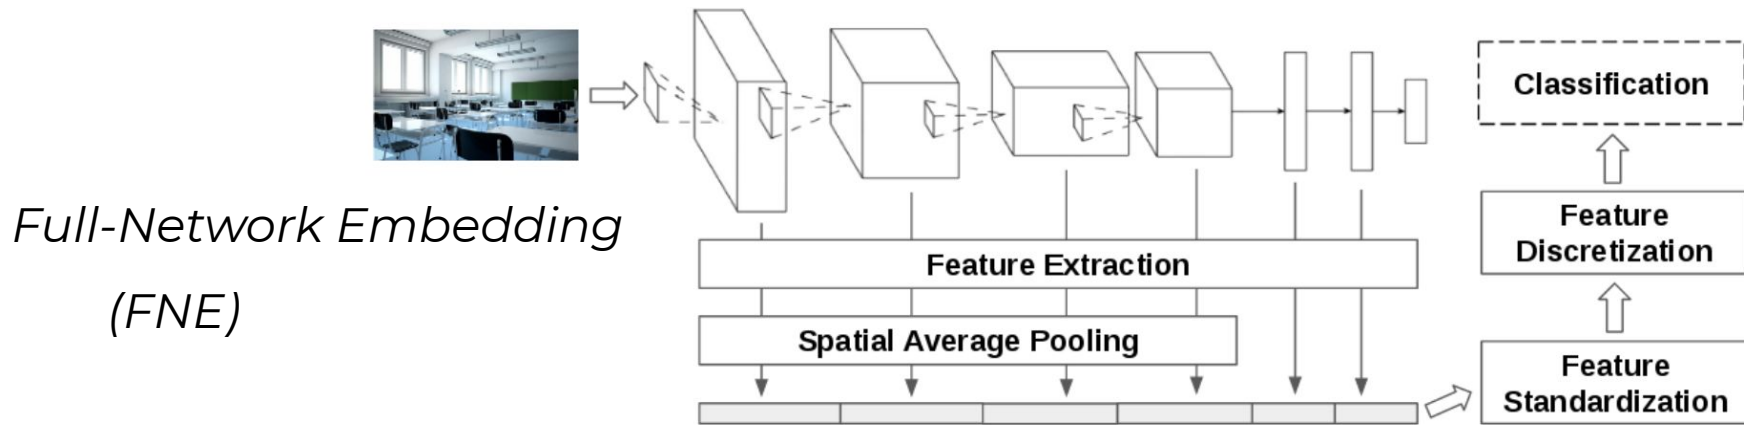 Full-Network Embedding
(FNE)
Feature Extraction
Spatial Average Pooling
Classification
Feature
Discretization
Feature
Standardization